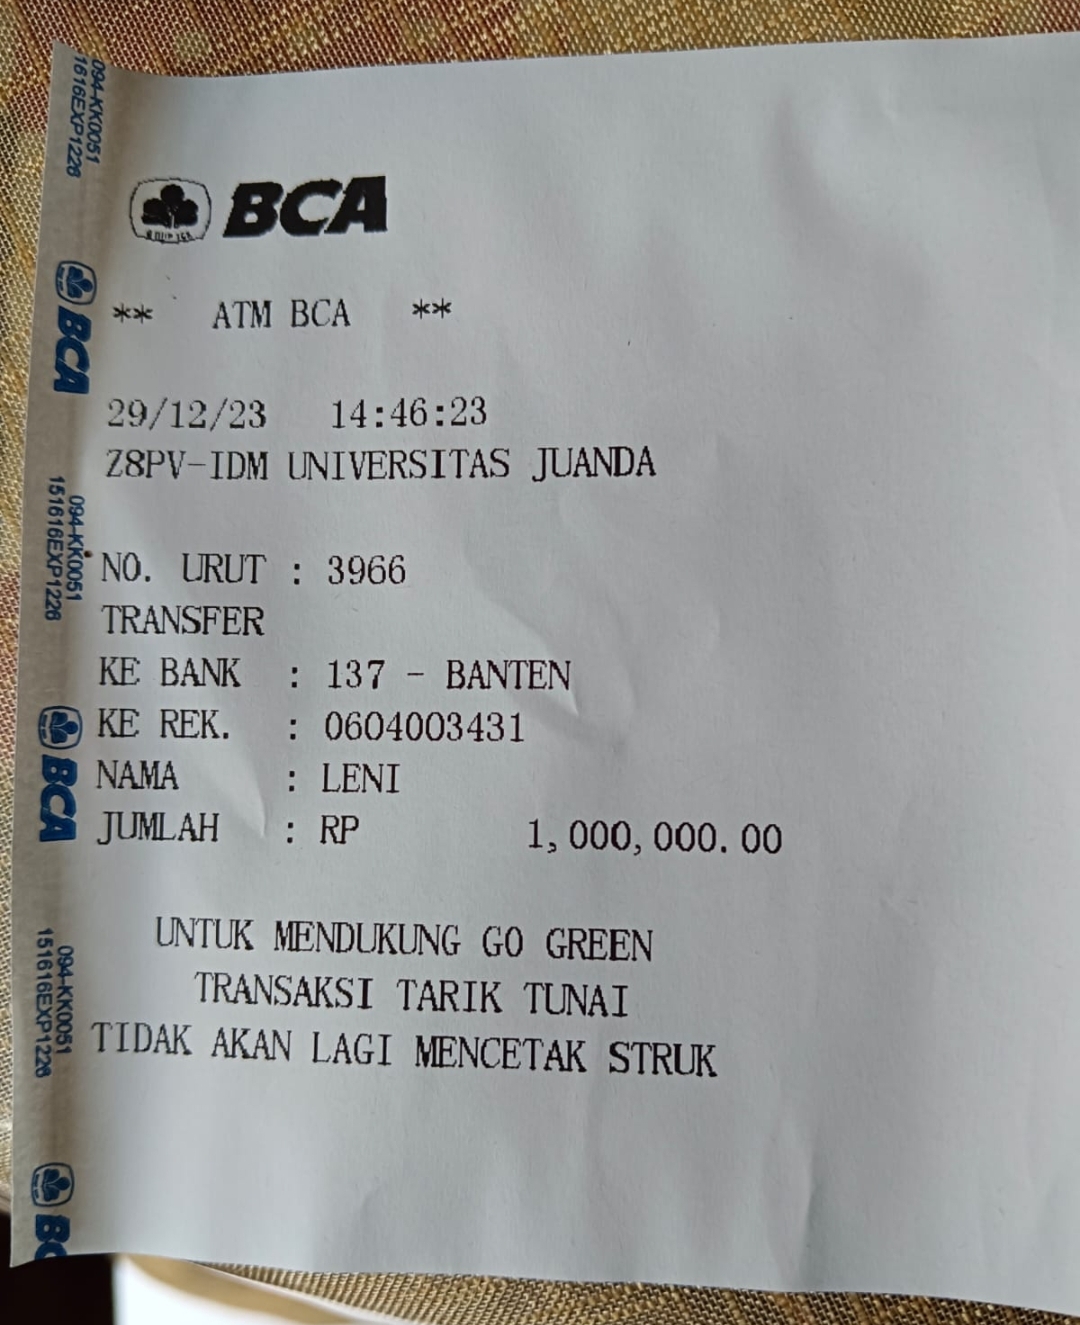 BCA
** ATM BCA **
29/12/23 14:46:23
Z8PV-IDM UNIVERSITAS JUANDA
NO. URUT : 3966
TRANSFER
KE BANK : 137 - BANTEN
KE REK. : 0604003431
NAMA : LENI
JUMLAH : RP 1,000,000.00
UNTUK MENDUKUNG GO GREEN
TRANSAKSI TARIK TUNAI
TIDAK AKAN LAGI MENCETAK STRUK
094-KK0051
1616EXP1226
BCA
094-KK0051
151616EXP1226
BCA
094-KK0051
151616EXP1226